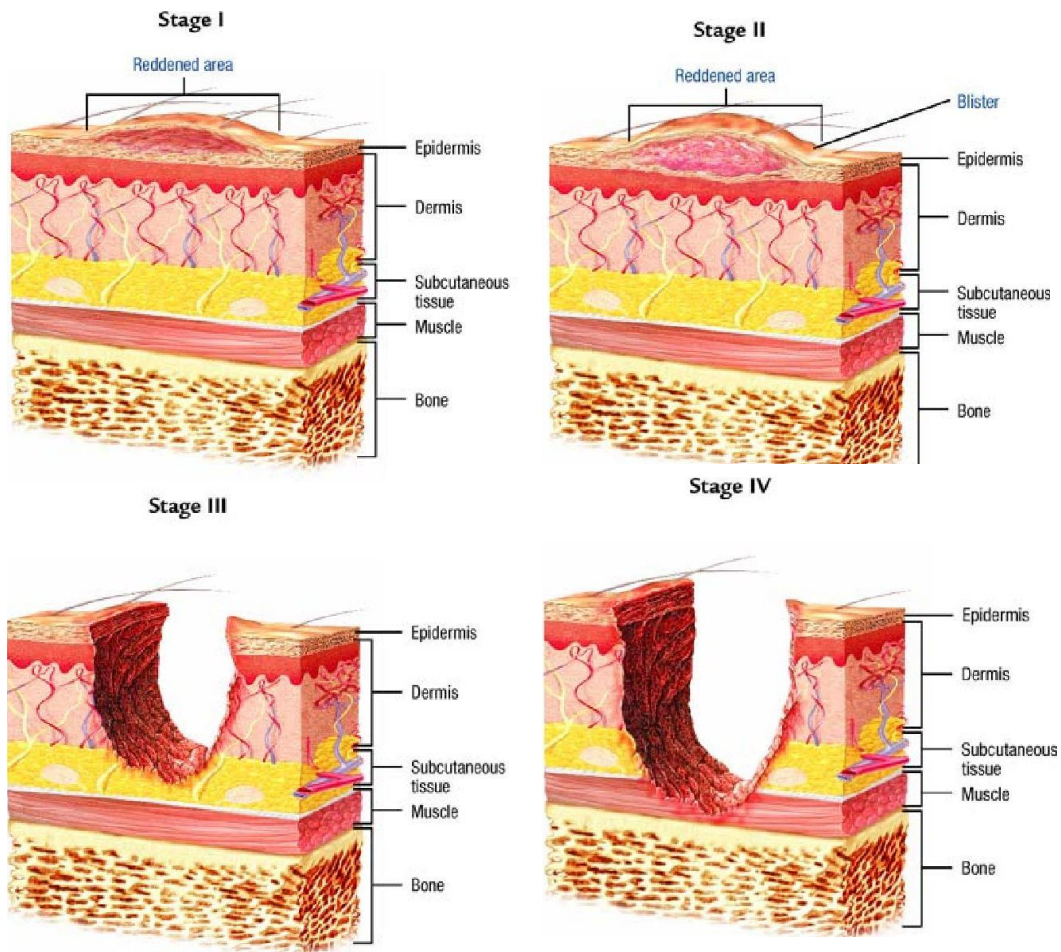 Stage I
Reddened area
Epidermis
Dermis
Subcutaneous
tissue
Muscle
Bone
Stage II
Reddened area
Blister
Epidermis
Dermis
Subcutaneous
tissue
Muscle
Bone
Stage III
Epidermis
Dermis
Subcutaneous
tissue
Muscle
Bone
Stage IV
Epidermis
Dermis
Subcutaneous
tissue
Muscle
Bone